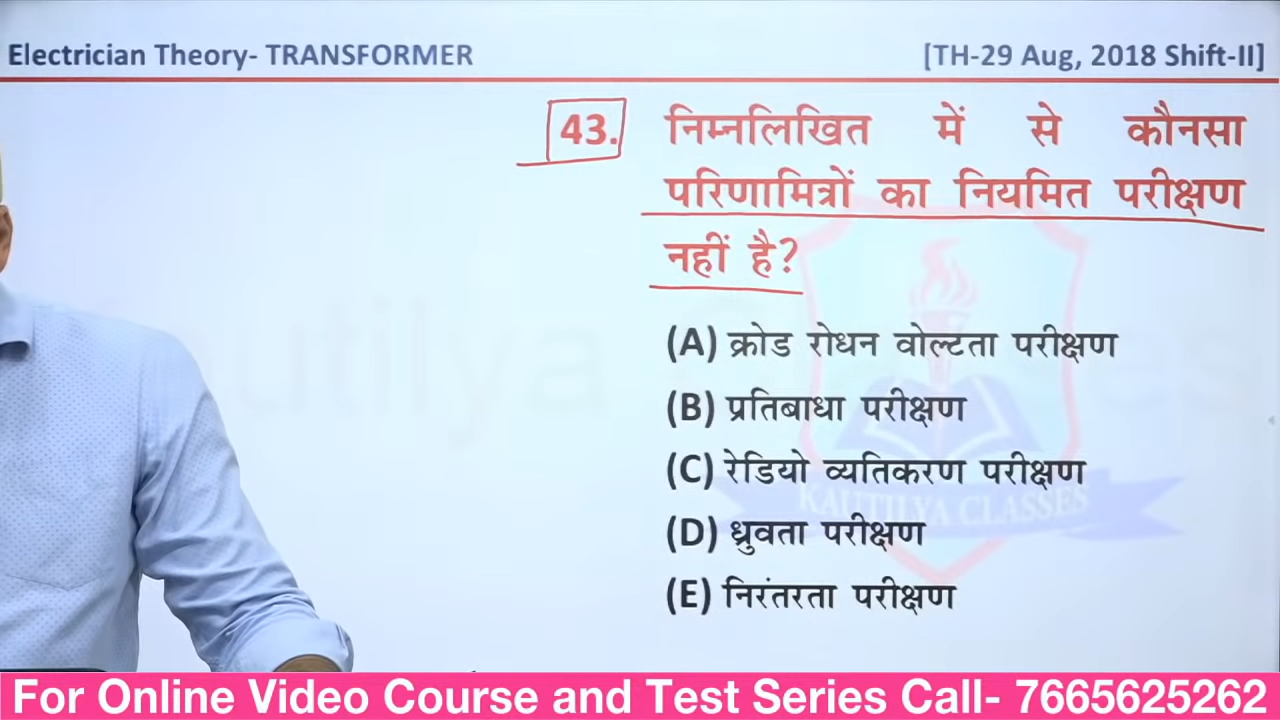 Electrician Theory- TRANSFORMER
[TH-29 Aug, 2018 Shift-II]
43. निम्नलिखित में से कौनसा
परिणामित्रों का नियमित परीक्षण
नहीं है?
(A) क्रोड रोधन वोल्टता परीक्षण
(B) प्रतिबाधा परीक्षण
(C) रेडियो व्यतिकरण परीक्षण
(D) ध्रुवता परीक्षण
(E) निरंतरता परीक्षण
KAUTILYA CLASSES
For Online Video Course and Test Series Call- 7665625262